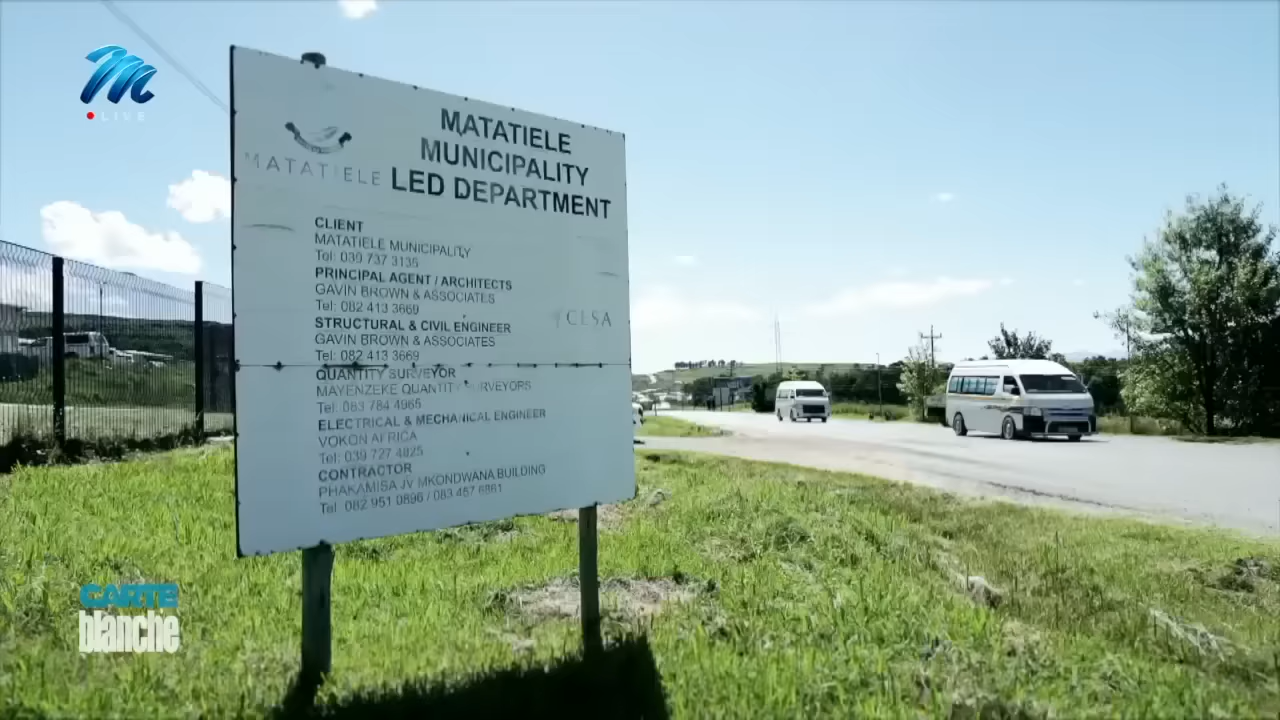 LIVE
MATATIELE
MUNICIPALITY
LED DEPARTMENT
MATATIELE
CLIENT
MATATIELE MUNICIPALITY
Tel: 039 737 3135
PRINCIPAL AGENT / ARCHITECTS
GAVIN BROWN & ASSOCIATES
Tel: 082 413 3669
STRUCTURAL & CIVIL ENGINEER
GAVIN BROWN & ASSOCIATES
Tel: 082 413 3669
CESA
QUANTITY SURVEYOR
MAYENZEKE QUANTITY SURVEYORS
Tel: 083 784 4965
ELECTRICAL & MECHANICAL ENGINEER
VOKON AFRICA
Tel: 039 727 4825
CONTRACTOR
PHAKAMISA JV MKONDWANA BUILDING
Tel: 082 951 0896 / 083 457 6861
CARTE
blanche